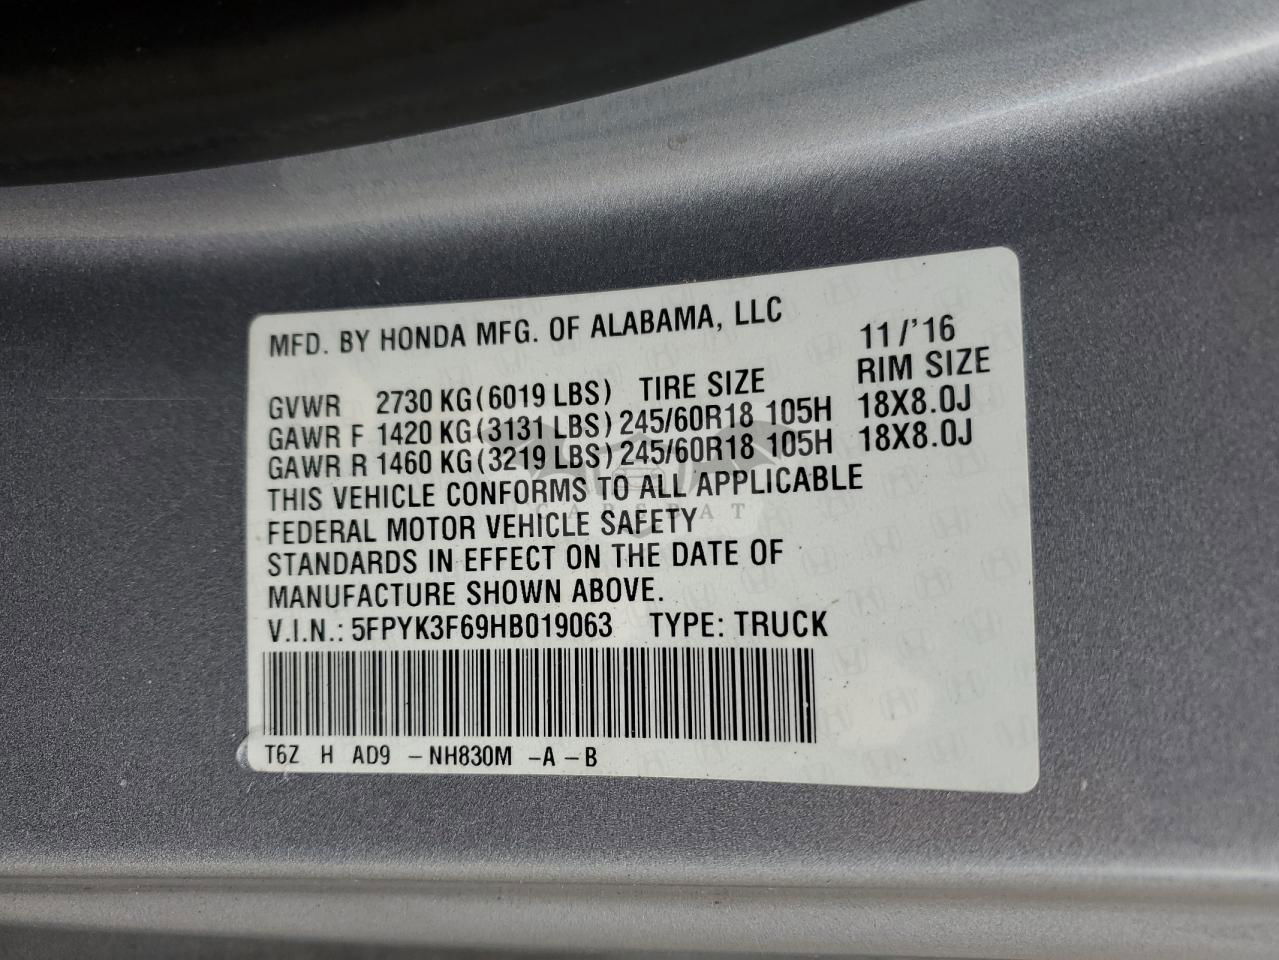 MFD. BY HONDA MFG. OF ALABAMA, LLC 11/'16
GVWR 2730 KG(6019 LBS) TIRE SIZE RIM SIZE
GAWR F 1420 KG(3131 LBS)245/60R18 105H 18X8.0J
GAWR R 1460 KG(3219 LBS)245/60R18 105H 18X8.0J
THIS VEHICLE CONFORMS TO ALL APPLICABLE
FEDERAL MOTOR VEHICLE SAFETY
STANDARDS IN EFFECT ON THE DATE OF
MANUFACTURE SHOWN ABOVE.
V.I.N.: 5FPYK3F69HB019063 TYPE: TRUCK
T6Z H AD9 -NH830M -A-B